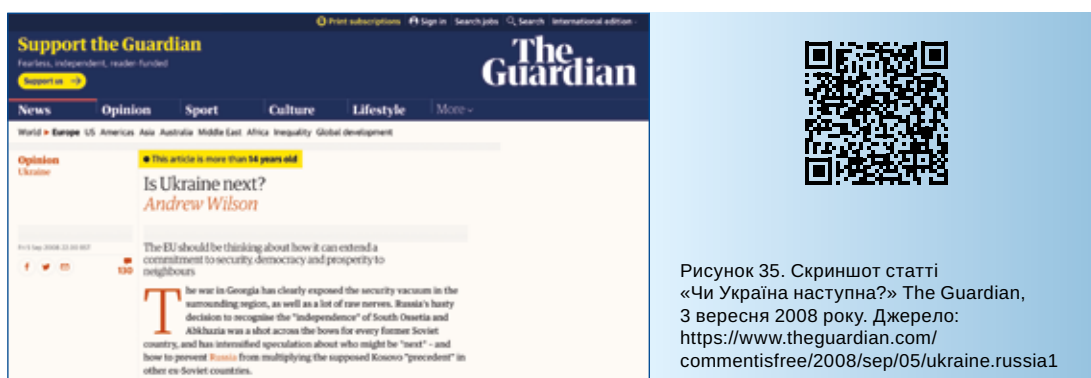 Print subscriptions Sign in Search jobs Search International edition
Support the Guardian
Fearless, independent, reader-funded
Support us
The
Guardian
News Opinion Sport Culture Lifestyle More
World Europe US Americas Asia Australia Middle East Africa Inequality Global development
Opinion
Ukraine
This article is more than 14 years old
Is Ukraine next?
Andrew Wilson
Fri 5 Sep 2008 22.00 BST
130
The EU should be thinking about how it can extend a
commitment to security, democracy and prosperity to
neighbours
The war in Georgia has clearly exposed the security vacuum in the
surrounding region, as well as a lot of raw nerves. Russia's hasty
decision to recognise the "independence" of South Ossetia and
Abkhazia was a shot across the bows for every former Soviet
country, and has intensified speculation about who might be "next" - and
how to prevent Russia from multiplying the supposed Kosovo "precedent" in
other ex-Soviet countries.
Рисунок 35. Скриншот статті
«Чи Україна наступна?» The Guardian,
3 вересня 2008 року. Джерело:
https://www.theguardian.com/
commentisfree/2008/sep/05/ukraine.russia1